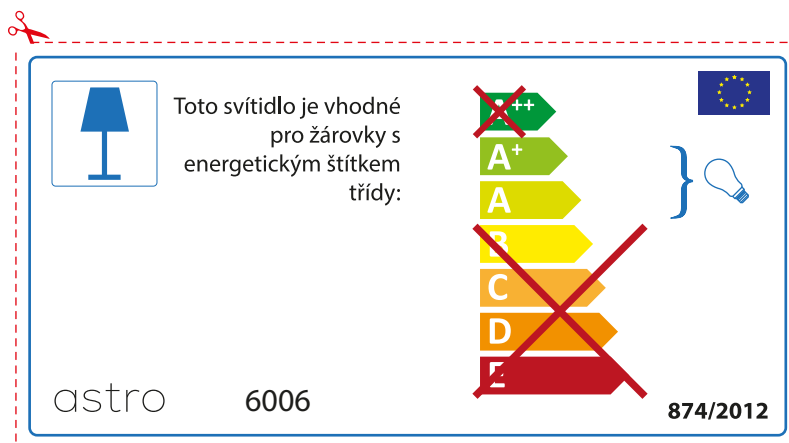 Toto svítidlo je vhodné
pro žárovky s
energetickým štítkem
třídy:
A++
A+
A
B
C
D
E
astro
6006
874/2012